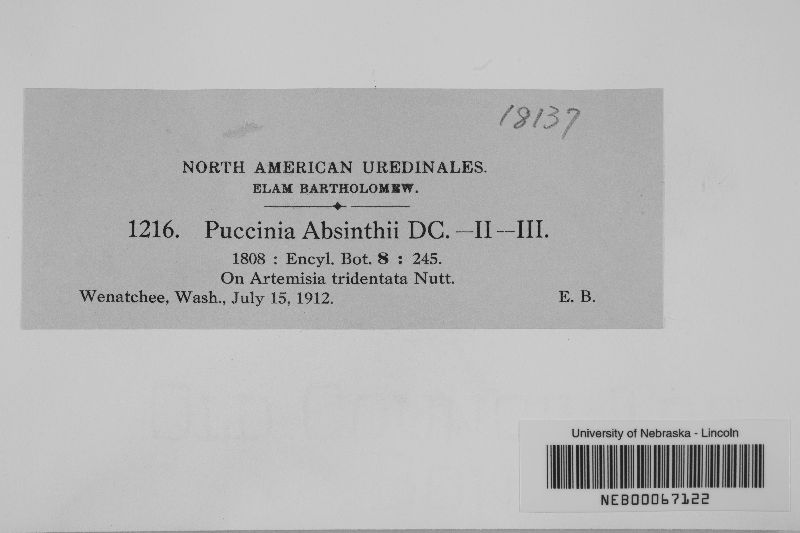 18137
NORTH AMERICAN UREDINALES.
ELAM BARTHOLOMEW.
1216. Puccinia Absinthii DC. —II—III.
1808 : Encyl. Bot. 8 : 245.
On Artemisia tridentata Nutt.
Wenatchee, Wash., July 15, 1912. E. B.
University of Nebraska - Lincoln
NEB00067122